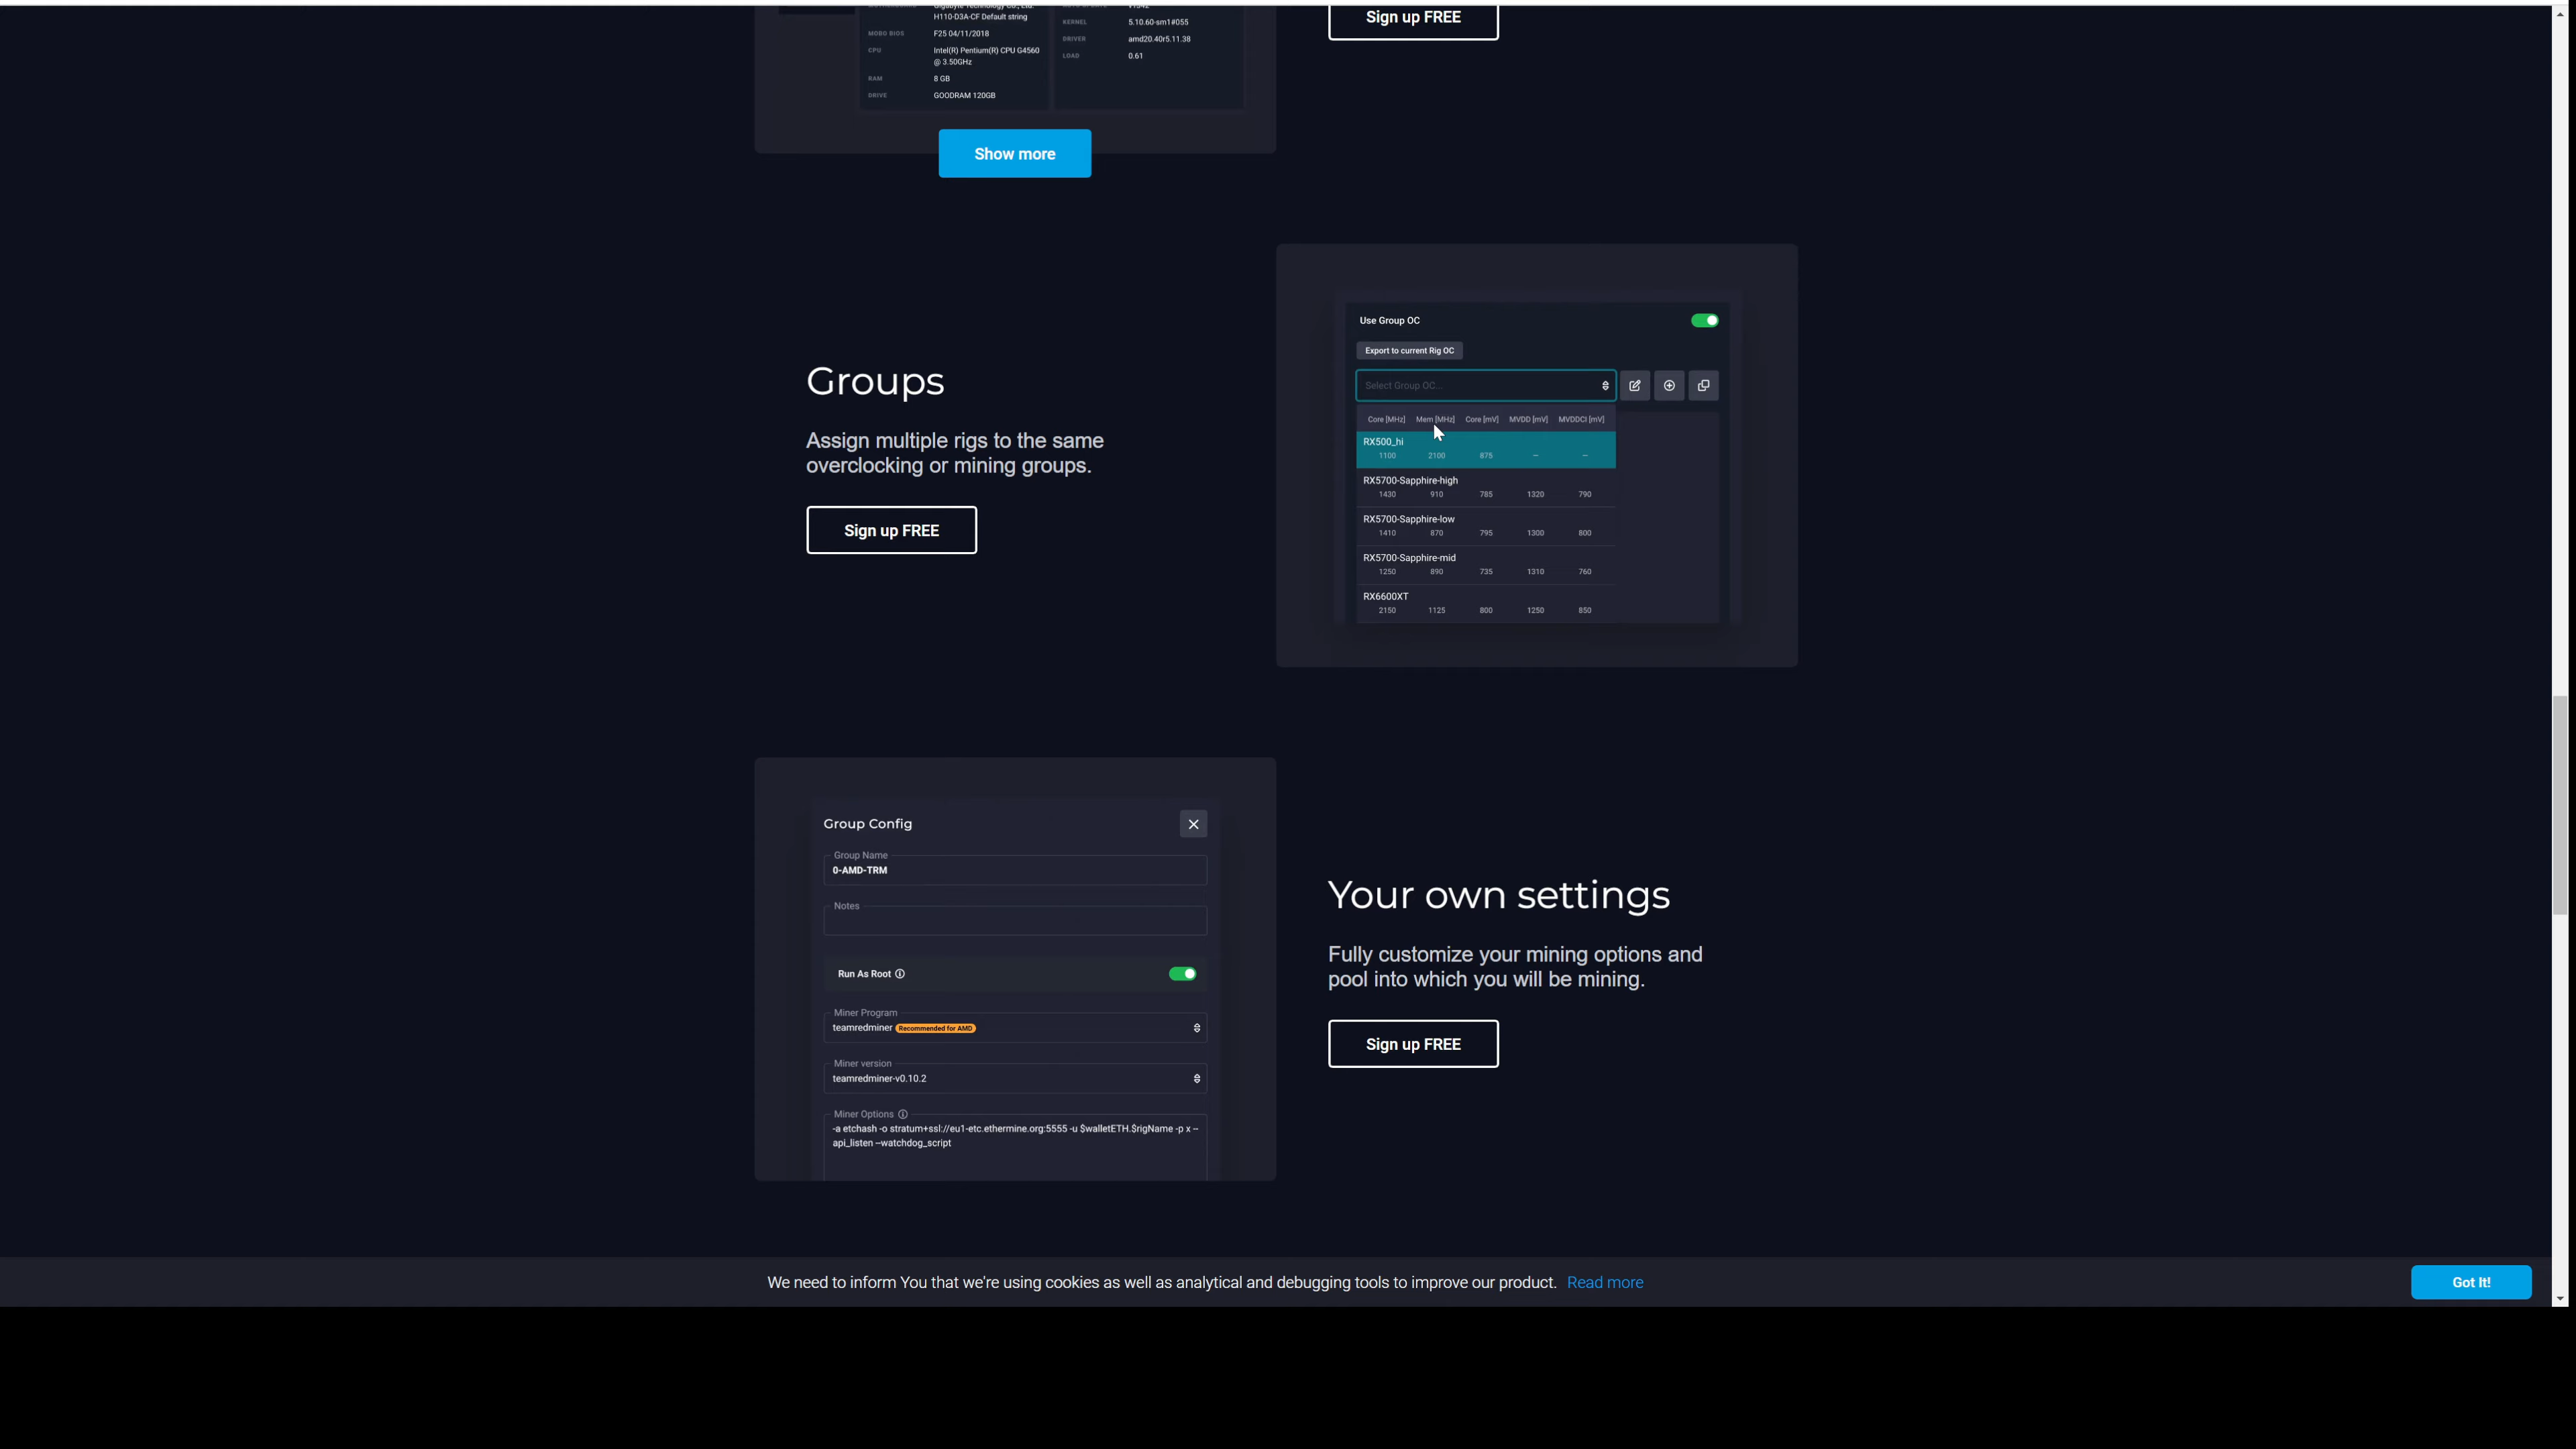 H110-D3A-CF Default string
MOBO BIOS F25 04/11/2018
CPU Intel(R) Pentium(R) CPU G4560
@ 3.50GHz
RAM 8 GB
DRIVE GOODRAM 120GB
KERNEL 5.10.60-sm1#055
DRIVER amd20.40r5.11.38
LOAD 0.61
Sign up FREE
Show more
Groups
Assign multiple rigs to the same
overclocking or mining groups.
Sign up FREE
Use Group OC
Export to current Rig OC
Select Group OC...
Core [MHz] Mem [MHz] Core [mV] MVDD [mV] MVDDCI [mV]
RX500_hi
1100 2100 875 – –
RX5700-Sapphire-high
1430 910 785 1320 790
RX5700-Sapphire-low
1410 870 795 1300 800
RX5700-Sapphire-mid
1250 890 735 1310 760
RX6600XT
2150 1125 800 1250 850
Group Config
Group Name
0-AMD-TRM
Notes
Run As Root
Miner Program
teamredminer Recommended for AMD
Miner version
teamredminer-v0.10.2
Miner Options
-a etchash -o stratum+ssl://eu1-etc.ethermine.org:5555 -u $walletETH.$rigName -p x --
api_listen --watchdog_script
Your own settings
Fully customize your mining options and
pool into which you will be mining.
Sign up FREE
We need to inform You that we're using cookies as well as analytical and debugging tools to improve our product. Read more
Got It!